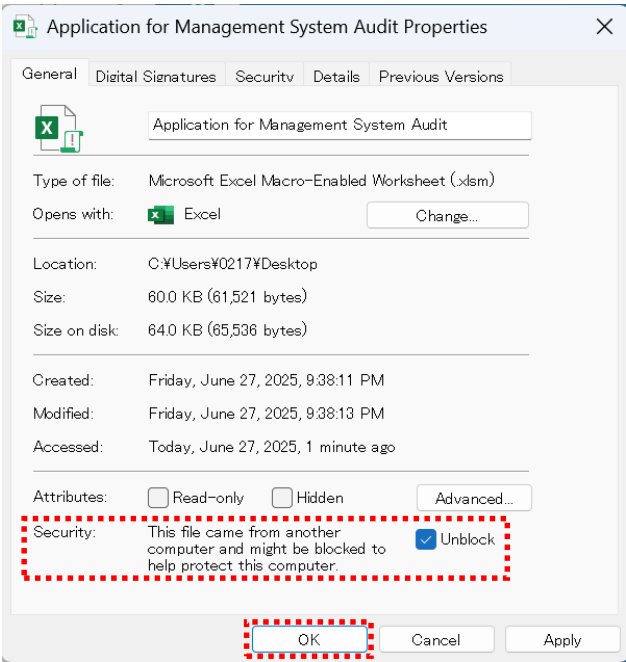 Application for Management System Audit Properties
General Digital Signatures Security Details Previous Versions
Application for Management System Audit
Type of file: Microsoft Excel Macro-Enabled Worksheet (.xlsm)
Opens with: Excel Change...
Location: C:¥Users¥0217¥Desktop
Size: 60.0 KB (61,521 bytes)
Size on disk: 64.0 KB (65,536 bytes)
Created: Friday, June 27, 2025, 9:38:11 PM
Modified: Friday, June 27, 2025, 9:38:13 PM
Accessed: Today, June 27, 2025, 1 minute ago
Attributes: Read-only Hidden Advanced...
Security: This file came from another
computer and might be blocked to Unblock
help protect this computer.
OK Cancel Apply